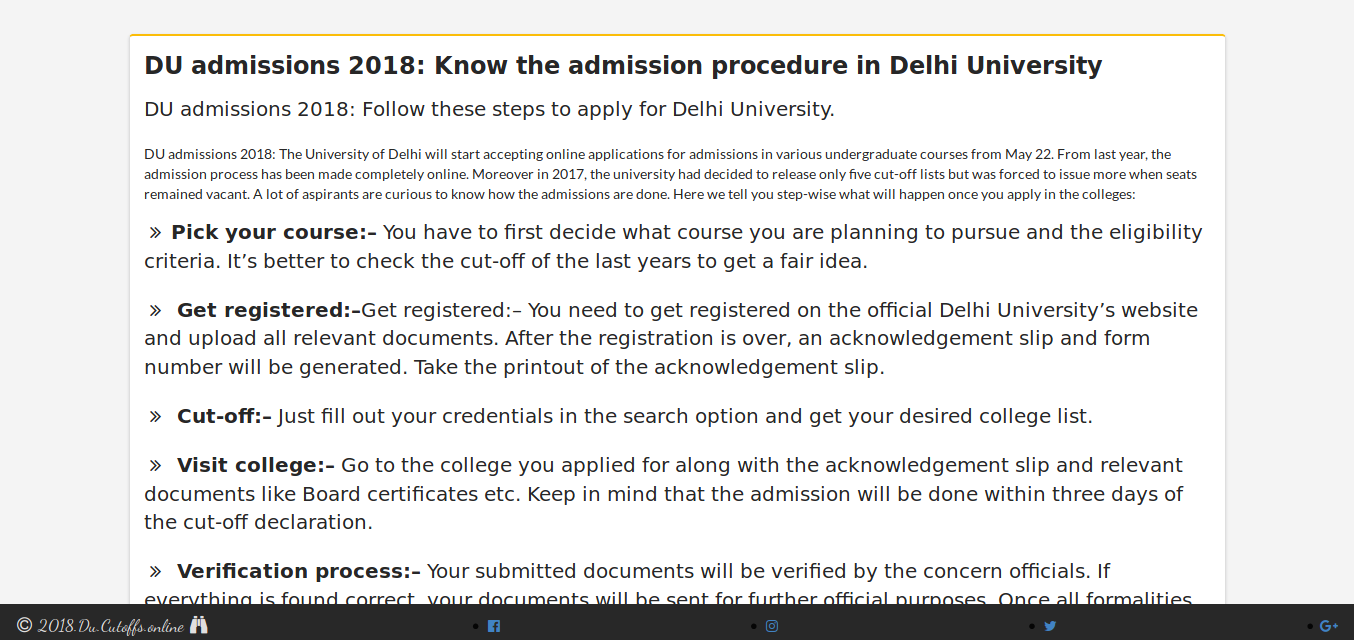 DU admissions 2018: Know the admission procedure in Delhi University
DU admissions 2018: Follow these steps to apply for Delhi University.
DU admissions 2018: The University of Delhi will start accepting online applications for admissions in various undergraduate courses from May 22. From last year, the
admission process has been made completely online. Moreover in 2017, the university had decided to release only five cut-off lists but was forced to issue more when seats
remained vacant. A lot of aspirants are curious to know how the admissions are done. Here we tell you step-wise what will happen once you apply in the colleges:
» Pick your course:– You have to first decide what course you are planning to pursue and the eligibility
criteria. It’s better to check the cut-off of the last years to get a fair idea.
» Get registered:–Get registered:– You need to get registered on the official Delhi University’s website
and upload all relevant documents. After the registration is over, an acknowledgement slip and form
number will be generated. Take the printout of the acknowledgement slip.
» Cut-off:– Just fill out your credentials in the search option and get your desired college list.
» Visit college:– Go to the college you applied for along with the acknowledgement slip and relevant
documents like Board certificates etc. Keep in mind that the admission will be done within three days of
the cut-off declaration.
» Verification process:– Your submitted documents will be verified by the concern officials. If
everything is found correct, your documents will be sent for further official purposes. Once all formalities
© 2018.Du.Cutoffs.online